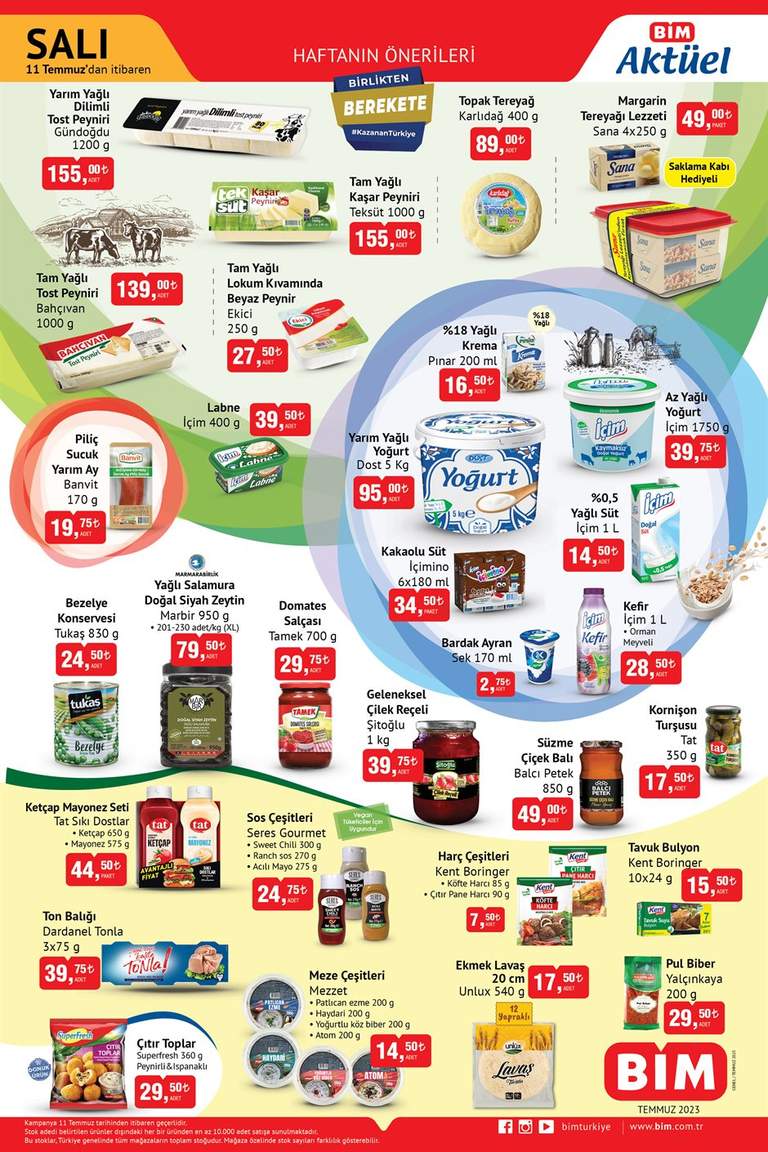 SALI
11 Temmuz'dan itibaren
HAFTANIN ÖNERİLERİ
BİM
Aktüel
BİRLİKTEN
BEREKETE
#KazananTürkiye
Yarım Yağlı
Dilimli
Tost Peyniri
Gündoğdu
1200 g
155,00₺
ADET
Tam Yağlı
Kaşar Peyniri
Teksüt 1000 g
155,00₺
ADET
Topak Tereyağ
Karlıdağ 400 g
89,00₺
ADET
Margarin
Tereyağı Lezzeti
Sana 4x250 g
49,00₺
PAKET
Saklama Kabı
Hediyeli
Tam Yağlı
Tost Peyniri
Bahçıvan
1000 g
139,00₺
ADET
Tam Yağlı
Lokum Kıvamında
Beyaz Peynir
Ekici
250 g
27,50₺
ADET
Labne
İçim 400 g
39,50₺
ADET
%18 Yağlı
Krema
Pınar 200 ml
16,50₺
ADET
%18
Yağlı
Az Yağlı
Yoğurt
İçim 1750 g
39,75₺
ADET
Yarım Yağlı
Yoğurt
Dost 5 Kg
95,00₺
ADET
%0,5
Yağlı Süt
İçim 1 L
14,50₺
ADET
Kakaolu Süt
İçimino
6x180 ml
34,50₺
PAKET
Bardak Ayran
Sek 170 ml
2,75₺
ADET
Kefir
İçim 1 L
• Orman
Meyveli
28,50₺
ADET
Piliç
Sucuk
Yarım Ay
Banvit
170 g
19,75₺
ADET
Bezelye
Konservesi
Tukaş 830 g
24,50₺
ADET
MARMARABİRLİK
Yağlı Salamura
Doğal Siyah Zeytin
Marbir 950 g
• 201-230 adet/kg (XL)
79,50₺
ADET
Domates
Salçası
Tamek 700 g
29,75₺
ADET
Geleneksel
Çilek Reçeli
Şitoğlu
1 kg
39,75₺
ADET
Süzme
Çiçek Balı
Balcı Petek
850 g
49,00₺
ADET
Kornişon
Turşusu
Tat
350 g
17,50₺
ADET
Ketçap Mayonez Seti
Tat Sıkı Dostlar
• Ketçap 650 g
• Mayonez 575 g
44,50₺
PAKET
Sos Çeşitleri
Seres Gourmet
• Sweet Chili 300 g
• Ranch sos 270 g
• Acılı Mayo 275 g
24,75₺
ADET
Vegan
Tüketiciler İçin
Uygundur
Harç Çeşitleri
Kent Boringer
• Köfte Harcı 85 g
• Çıtır Pane Harcı 90 g
7,50₺
ADET
Tavuk Bulyon
Kent Boringer
10x24 g
15,50₺
ADET
Ton Balığı
Dardanel Tonla
3x75 g
39,75₺
ADET
Meze Çeşitleri
Mezzet
• Patlıcan ezme 200 g
• Haydari 200 g
• Yoğurtlu köz biber 200 g
• Atom 200 g
14,50₺
ADET
Ekmek Lavaş
20 cm
Unlux 540 g
17,50₺
ADET
12
Yapraklı
Pul Biber
Yalçınkaya
200 g
29,50₺
ADET
DONUK
ÜRÜN
Çıtır Toplar
Superfresh 360 g
Peynirli&Ispanaklı
29,50₺
ADET
BİM
TEMMUZ 2023
GENEL / TEMMUZ 2023
Kampanya 11 Temmuz tarihinden itibaren geçerlidir.
Stok adedi belirtilen ürünler dışındaki her bir üründen en az 10.000 adet satışa sunulmaktadır.
Bu stoklar, Türkiye genelinde tüm mağazaların toplam stoğudur. Mağaza özelinde stok sayıları farklılık gösterebilir.
bimturkiye
www.bim.com.tr